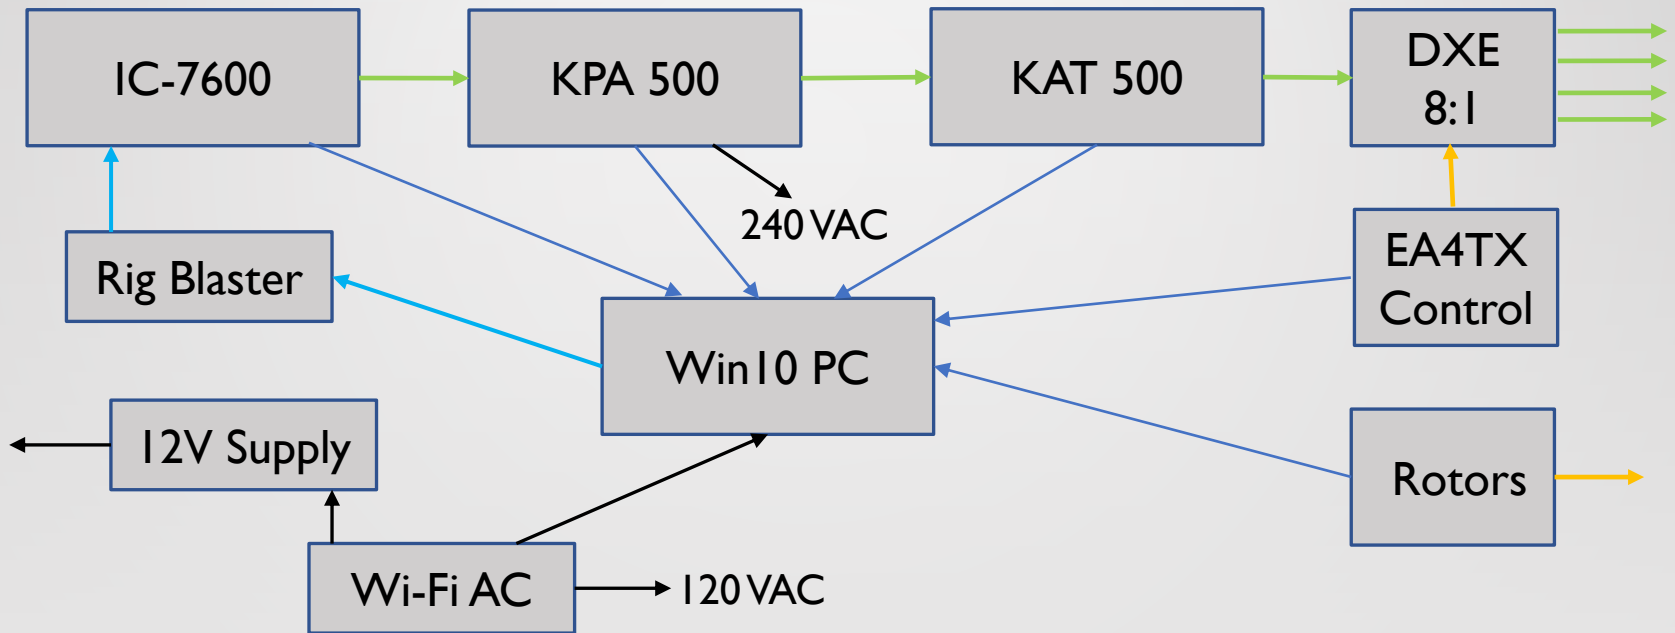 IC-7600
KPA 500
KAT 500
DXE
8:1
240 VAC
Rig Blaster
EA4TX
Control
Win10 PC
12V Supply
Rotors
Wi-Fi AC
120 VAC